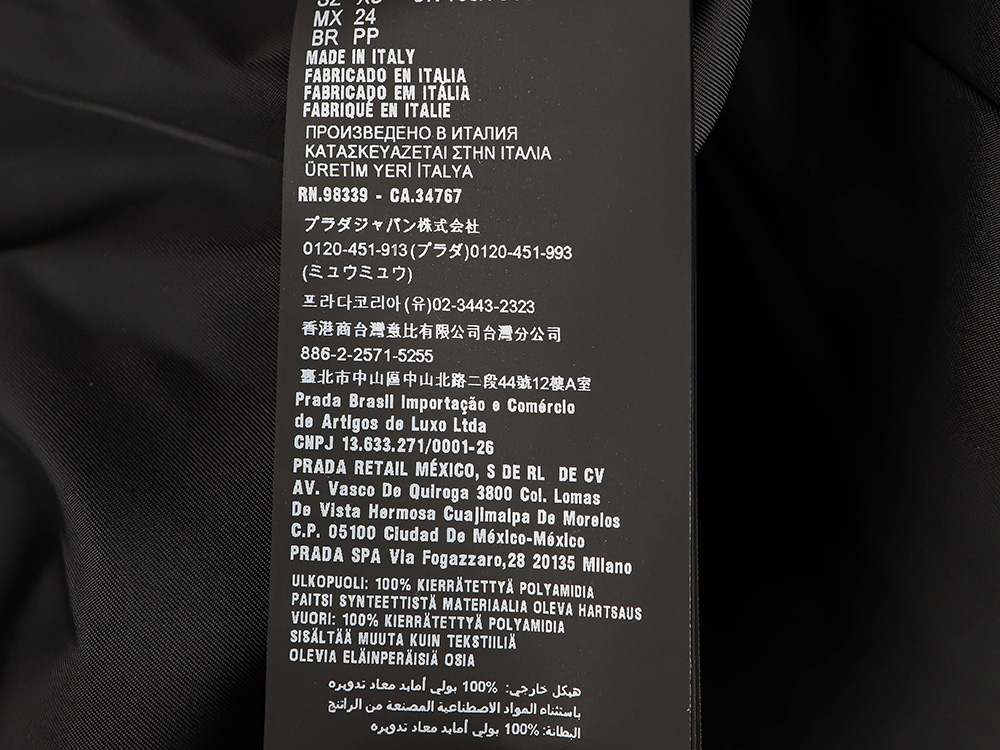 MX 24
BR PP
MADE IN ITALY
FABRICADO EN ITALIA
FABRICADO EM ITÁLIA
FABRIQUÉ EN ITALIE
ПРОИЗВЕДЕНО В ИТАЛИЯ
ΚΑΤΑΣΚΕΥΑΖΕΤΑΙ ΣΤΗΝ ΙΤΑΛΙΑ
ÜRETİM YERİ İTALYA
RN.98339 - CA.34767
プラダジャパン株式会社
0120-451-913(プラダ)0120-451-993
(ミュウミュウ)
프라다코리아(유)02-3443-2323
香港商台灣意比有限公司台灣分公司
886-2-2571-5255
臺北市中山區中山北路二段44號12樓A室
Prada Brasil Importação e Comércio
de Artigos de Luxo Ltda
CNPJ 13.633.271/0001-26
PRADA RETAIL MÉXICO, S DE RL DE CV
AV. Vasco De Quiroga 3800 Col. Lomas
De Vista Hermosa Cuajimalpa De Morelos
C.P. 05100 Ciudad De México-México
PRADA SPA Via Fogazzaro,28 20135 Milano
ULKOPUOLI: 100% KIERRÄTETTYÄ POLYAMIDIA
PAITSI SYNTEETTISTÄ MATERIAALIA OLEVA HARTSAUS
VUORI: 100% KIERRÄTETTYÄ POLYAMIDIA
SISÄLTÄÄ MUUTA KUIN TEKSTIILIÄ
OLEVIA ELÄINPERÄISIÄ OSIA
هيكل خارجي: 100% بولي أمايد معاد تدويره
باستثناء المواد الاصطناعية المصنعة من الراتنج
البطانة: 100% بولي أمايد معاد تدويره